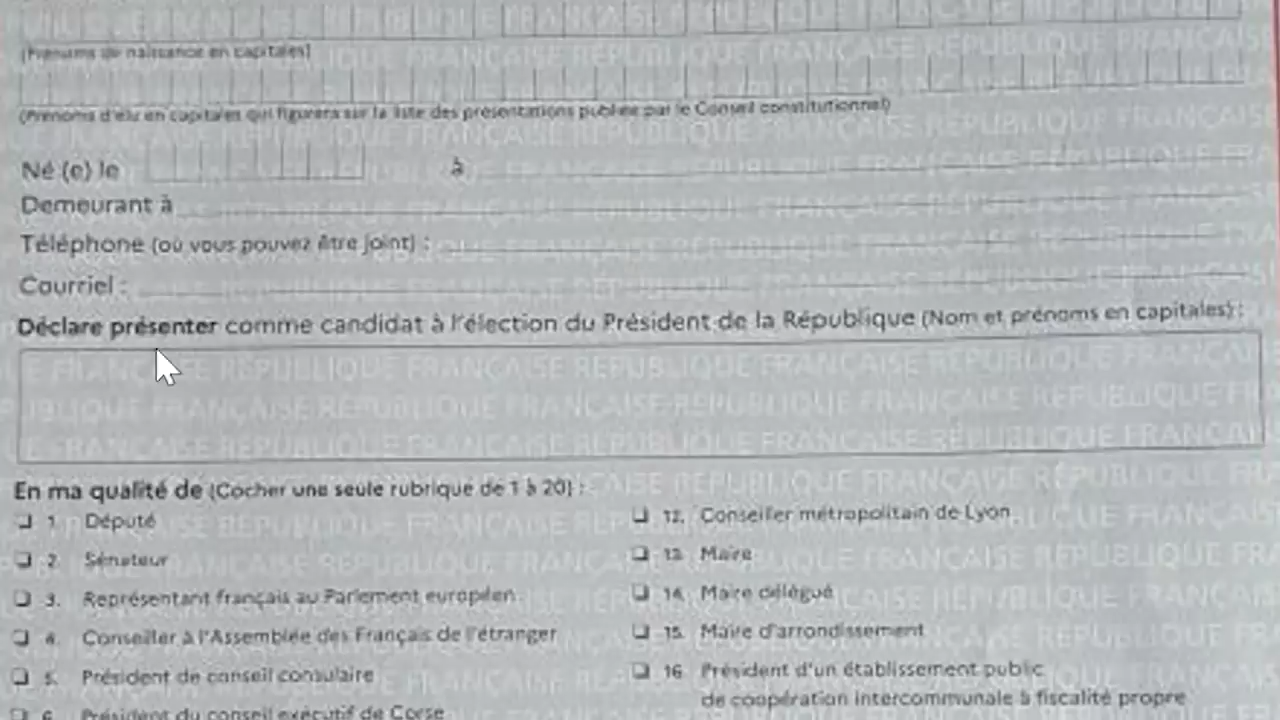 (Prénoms de naissance en capitales)
(Prénoms d'élu en capitales qui figurera sur la liste des présentations publiée par le Conseil constitutionnel)
Né (e) le à
Demeurant à
Téléphone (où vous pouvez être joint) :
Courriel :
Déclare présenter comme candidat à l'élection du Président de la République (Nom et prénoms en capitales) :
En ma qualité de (Cocher une seule rubrique de 1 à 20) :
1. Député
2. Sénateur
3. Représentant français au Parlement européen
4. Conseiller à l'Assemblée des Français de l'étranger
5. Président de conseil consulaire
6. Président du conseil exécutif de Corse
12. Conseiller métropolitain de Lyon
13. Maire
14. Maire délégué
15. Maire d'arrondissement
16. Président d'un établissement public
de coopération intercommunale à fiscalité propre
RÉPUBLIQUE FRANÇAISE